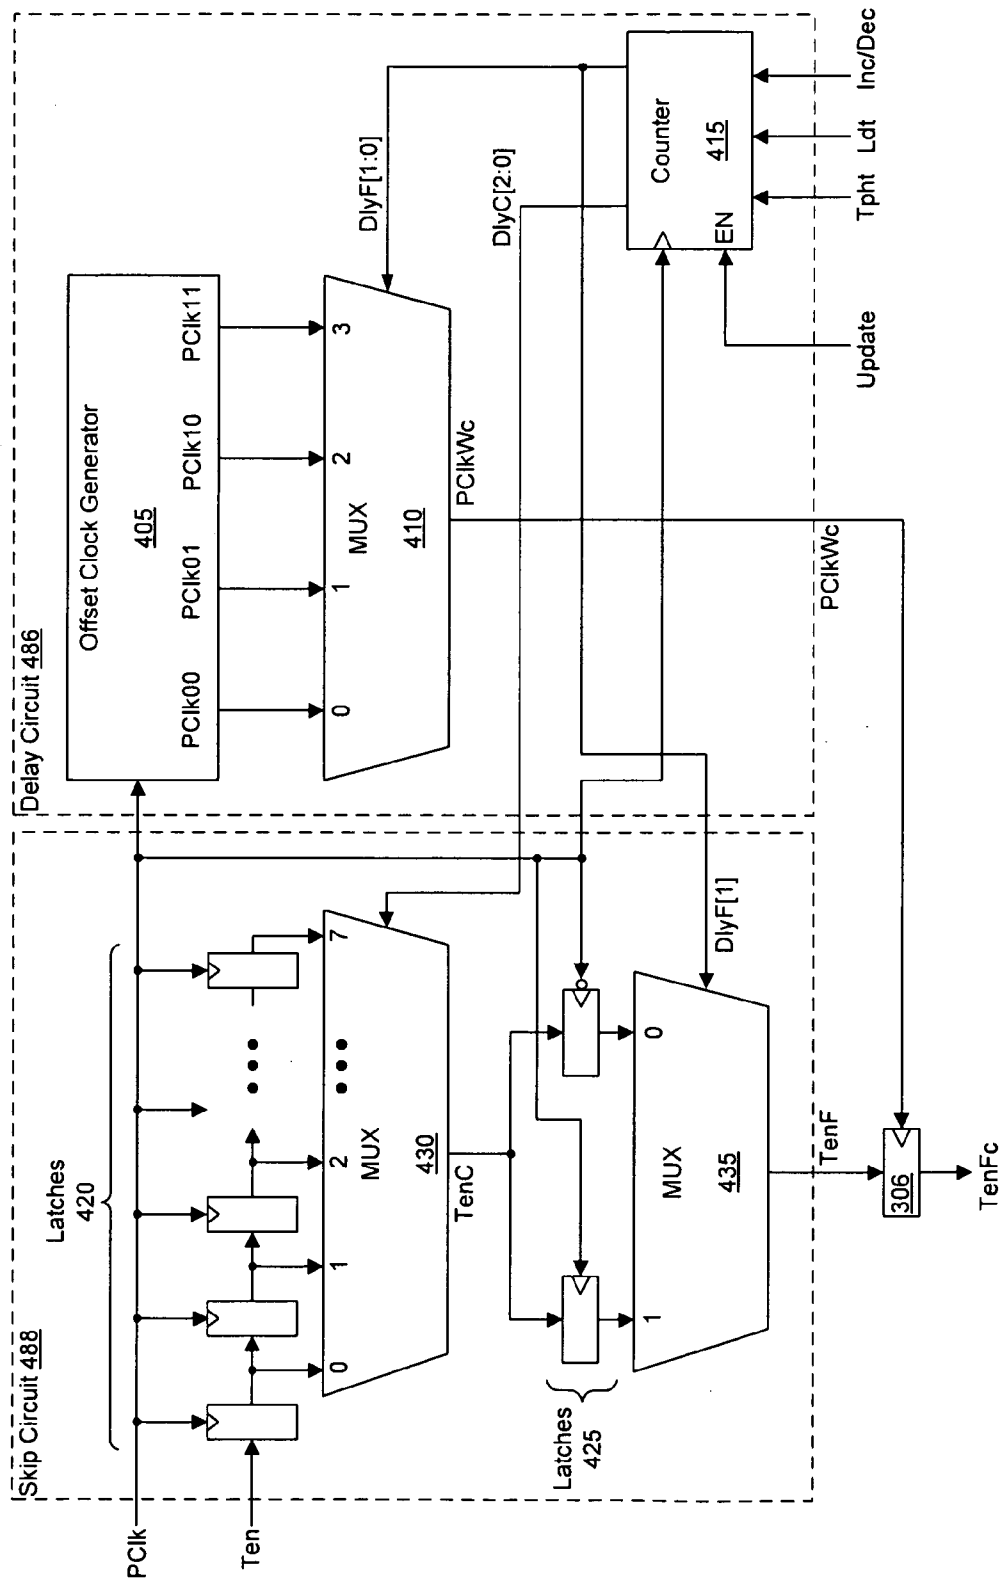 Skip Circuit 488
Delay Circuit 486
PClk
Ten
Latches
420
Offset Clock Generator
405
PClk00
PClk01
PClk10
PClk11
0
1
2
3
MUX
410
DlyF[1:0]
PClkWc
DlyC[2:0]
Counter
415
EN
Update
Tpht
Ldt
Inc/Dec
0
1
2
7
MUX
430
TenC
Latches
425
1
0
MUX
435
DlyF[1]
TenF
PClkWc
306
TenFc